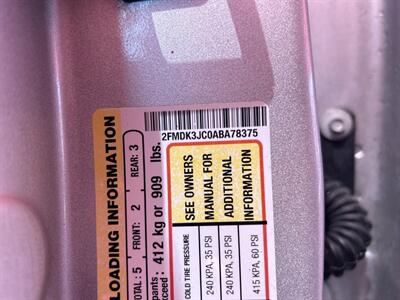 2FMDK3JC0ABA78375
LOADING INFORMATION
TOTAL: 5 FRONT: 2 REAR: 3
412 kg or 909 lbs.
SEE OWNERS
MANUAL FOR
ADDITIONAL
INFORMATION
COLD TIRE PRESSURE
240 KPA, 35 PSI
240 KPA, 35 PSI
415 KPA, 60 PSI